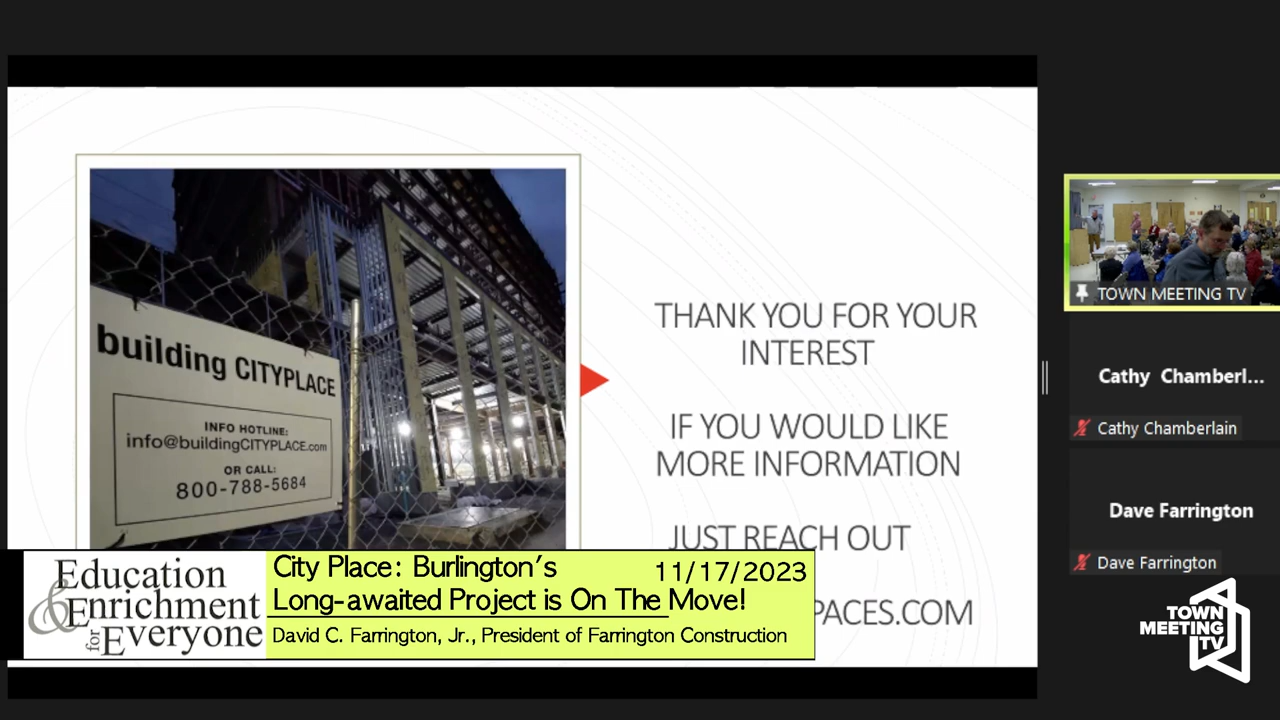 building CITYPLACE
INFO HOTLINE:
info@buildingCITYPLACE.com
OR CALL:
800-788-5684
THANK YOU FOR YOUR
INTEREST
IF YOU WOULD LIKE
MORE INFORMATION
JUST REACH OUT
PACES.COM
Education
& Enrichment
for Everyone
City Place: Burlington's
11/17/2023
Long-awaited Project is On The Move!
David C. Farrington, Jr., President of Farrington Construction
TOWN MEETING TV
Cathy Chamberl...
Cathy Chamberlain
Dave Farrington
Dave Farrington
TOWN
MEETING
TV